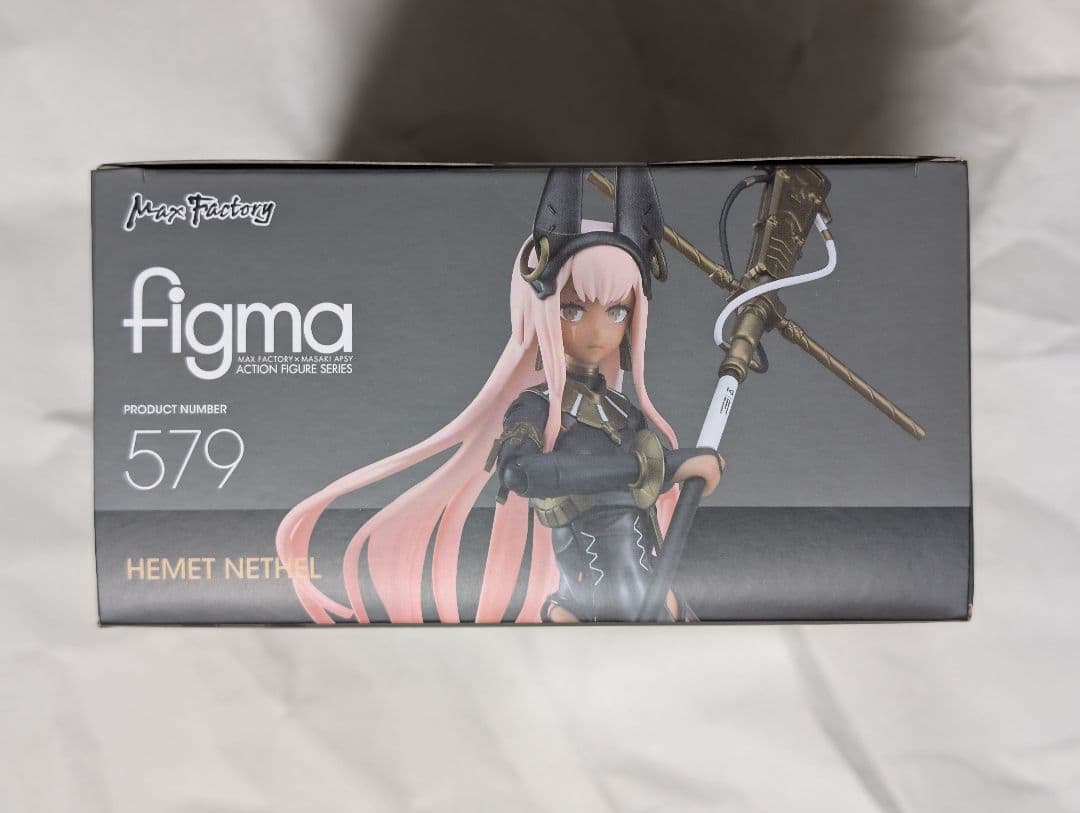 Max Factory
figma
MAX FACTORY × MASAKI APSY
ACTION FIGURE SERIES
PRODUCT NUMBER
579
HEMET NETHEL